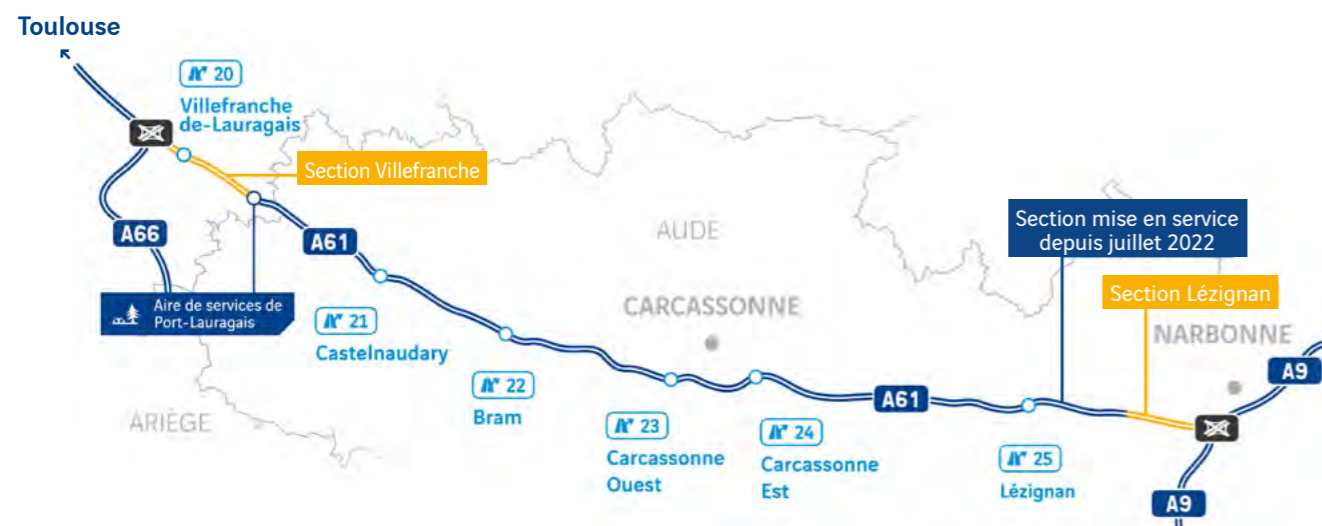 Toulouse
20
Villefranche
de-Lauragais
Section Villefranche
A66
A61
AUDE
Section mise en service
depuis juillet 2022
Section Lézignan
Aire de services de
Port-Lauragais
21
Castelnaudary
CARCASSONNE
NARBONNE
A9
22
Bram
A61
ARIÈGE
23
Carcassonne
Ouest
24
Carcassonne
Est
25
Lézignan
A9